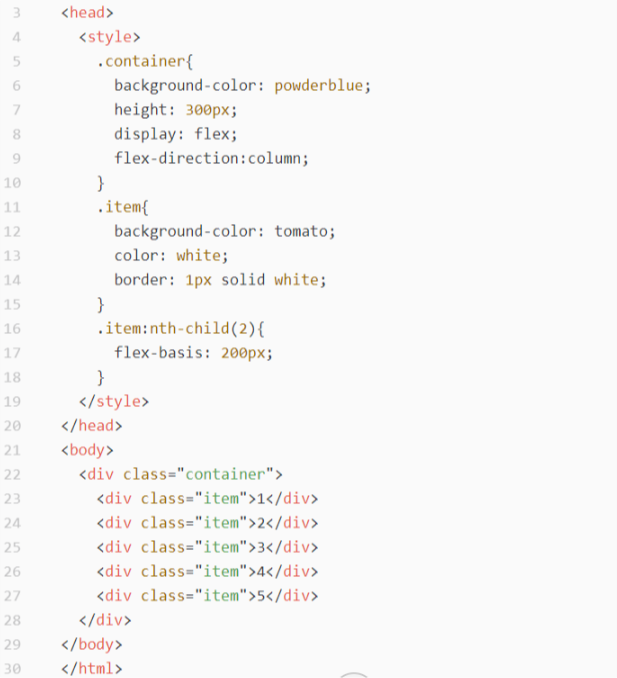 3 <head>
4 <style>
5 .container{
6 background-color: powderblue;
7 height: 300px;
8 display: flex;
9 flex-direction:column;
10 }
11 .item{
12 background-color: tomato;
13 color: white;
14 border: 1px solid white;
15 }
16 .item:nth-child(2){
17 flex-basis: 200px;
18 }
19 </style>
20 </head>
21 <body>
22 <div class="container">
23 <div class="item">1</div>
24 <div class="item">2</div>
25 <div class="item">3</div>
26 <div class="item">4</div>
27 <div class="item">5</div>
28 </div>
29 </body>
30 </html>